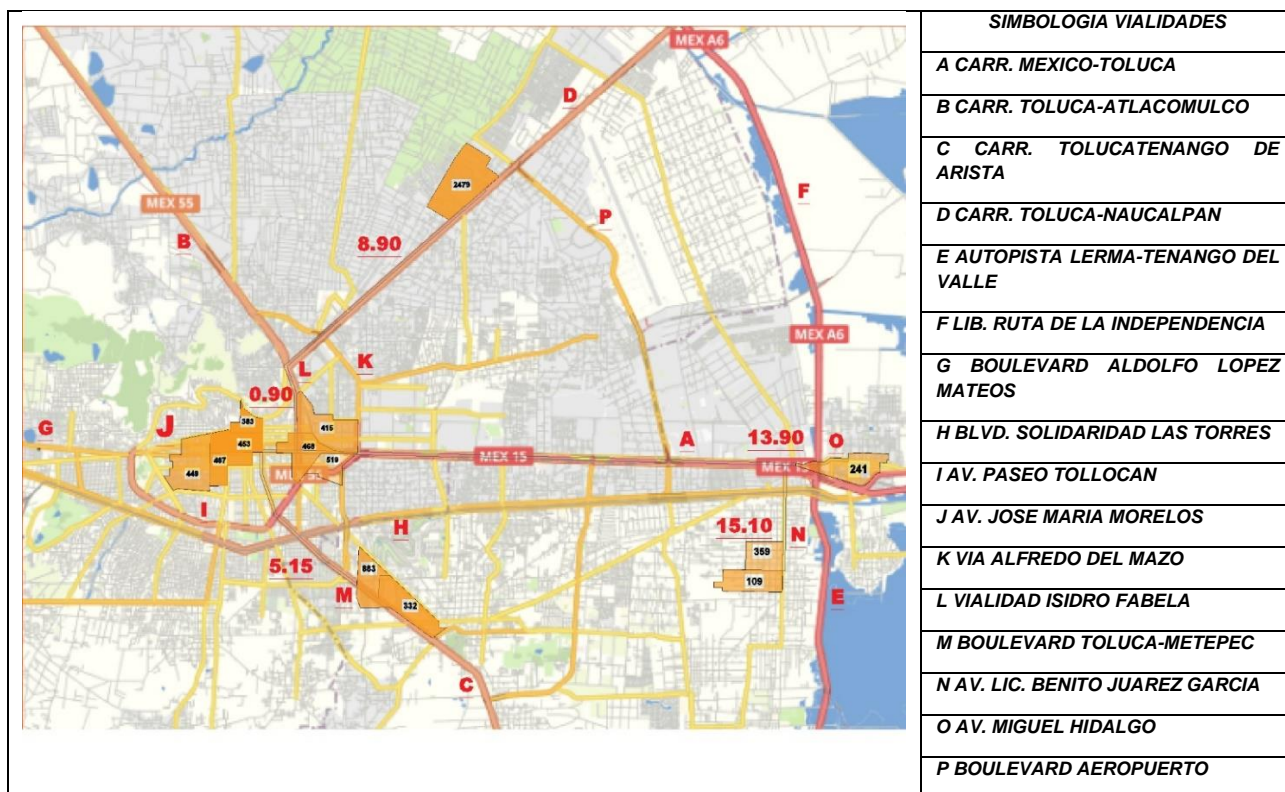 MEX A6
D
2479
F
MEX 55
P
B
8.90
MEX A6
L
K
0.90
383
415
G
J
453
468
A
13.90
O
467
519
MEX 15
MEX 15
241
449
I
H
15.10
N
5.15
883
359
M
332
109
E
C
SIMBOLOGIA VIALIDADES
A CARR. MEXICO-TOLUCA
B CARR. TOLUCA-ATLACOMULCO
C CARR. TOLUCATENANGO DE
ARISTA
D CARR. TOLUCA-NAUCALPAN
E AUTOPISTA LERMA-TENANGO DEL
VALLE
F LIB. RUTA DE LA INDEPENDENCIA
G BOULEVARD ALDOLFO LOPEZ
MATEOS
H BLVD. SOLIDARIDAD LAS TORRES
I AV. PASEO TOLLOCAN
J AV. JOSE MARIA MORELOS
K VIA ALFREDO DEL MAZO
L VIALIDAD ISIDRO FABELA
M BOULEVARD TOLUCA-METEPEC
N AV. LIC. BENITO JUAREZ GARCIA
O AV. MIGUEL HIDALGO
P BOULEVARD AEROPUERTO